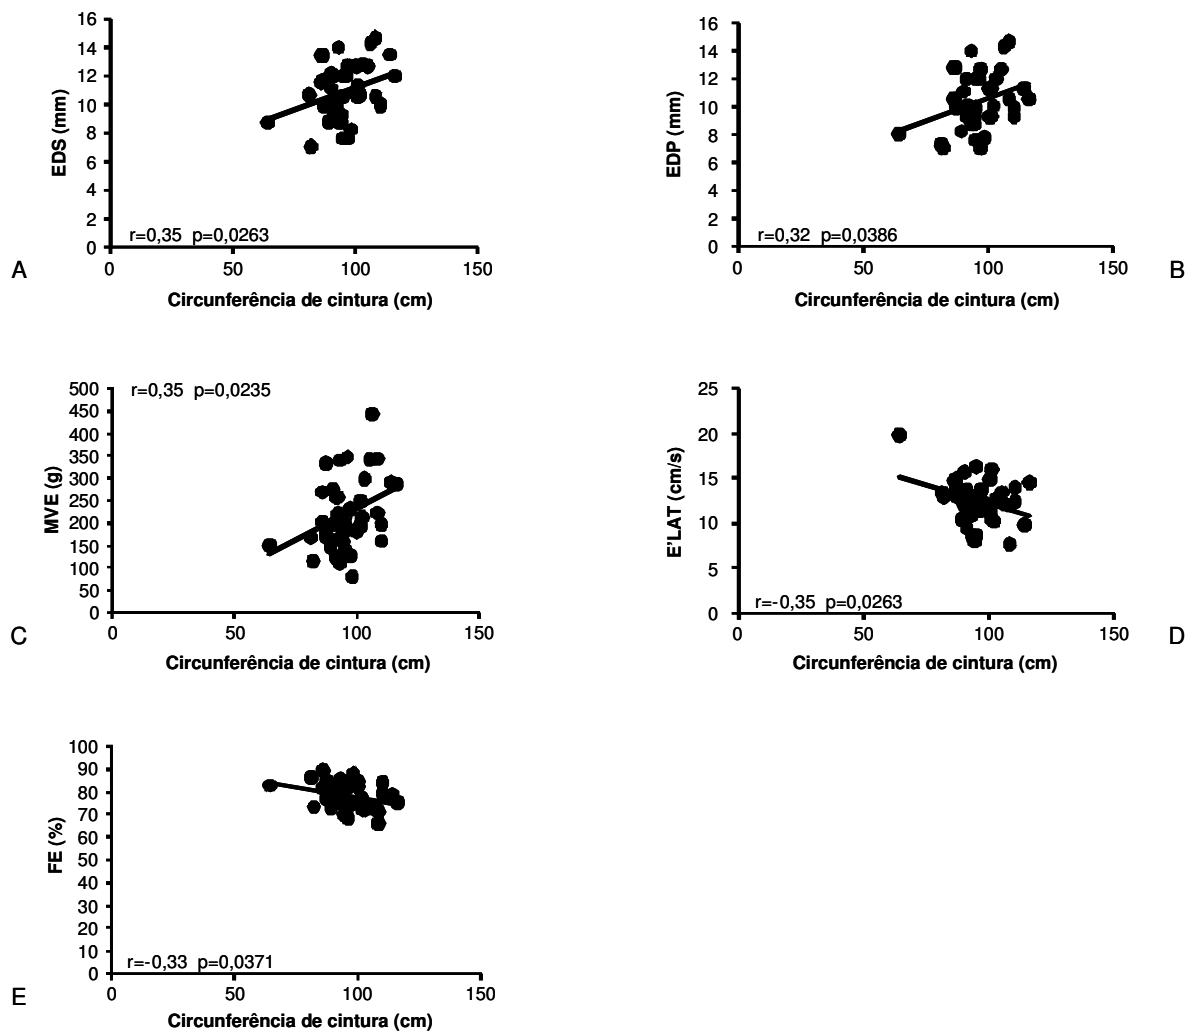 16
14
12
10
8
6
4
2
0
EDS (mm)
r=0,35 p=0,0263
0 50 100 150
Circunferência de cintura (cm)
A
16
14
12
10
8
6
4
2
0
EDP (mm)
r=0,32 p=0,0386
0 50 100 150
Circunferência de cintura (cm)
B
500
450
400
350
300
250
200
150
100
50
0
MVE (g)
r=0,35 p=0,0235
0 50 100 150
Circunferência de cintura (cm)
C
25
20
15
10
5
0
E'LAT (cm/s)
r=-0,35 p=0,0263
0 50 100 150
Circunferência de cintura (cm)
D
100
90
80
70
60
50
40
30
20
10
0
FE (%)
r=-0,33 p=0,0371
0 50 100 150
Circunferência de cintura (cm)
E